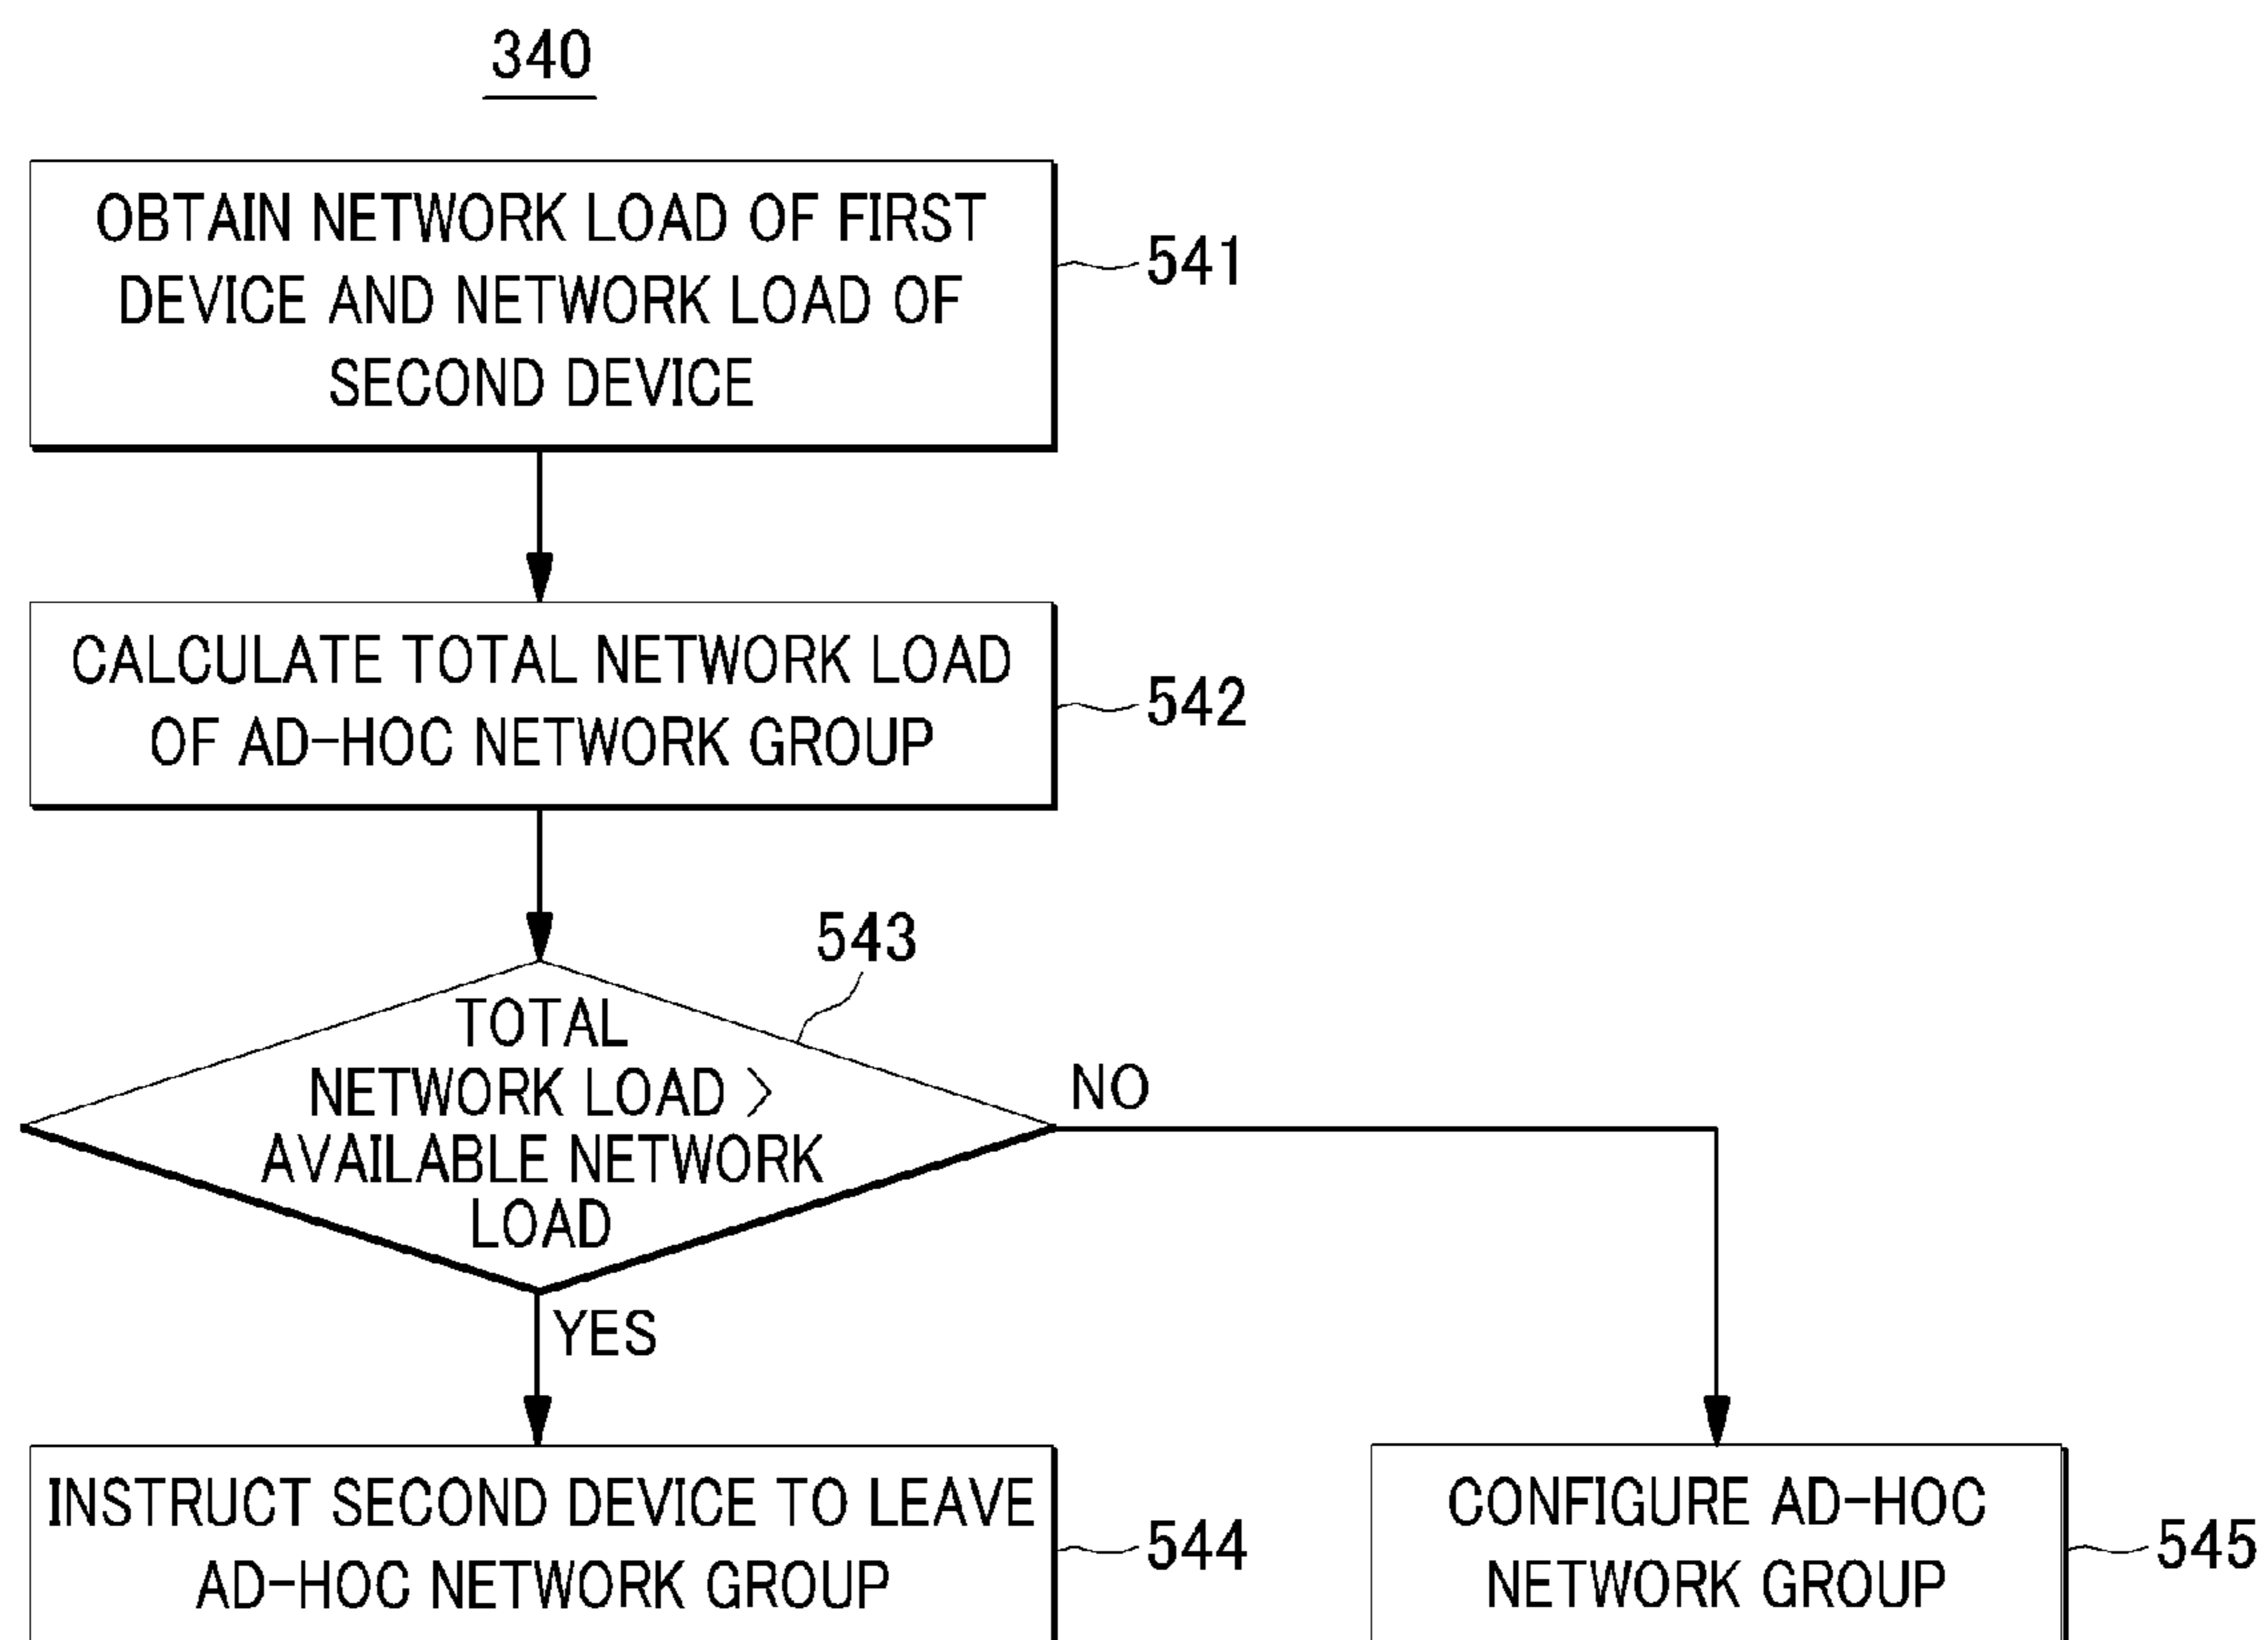 340
OBTAIN NETWORK LOAD OF FIRST
DEVICE AND NETWORK LOAD OF
SECOND DEVICE
541
CALCULATE TOTAL NETWORK LOAD
OF AD-HOC NETWORK GROUP
542
543
TOTAL
NETWORK LOAD >
AVAILABLE NETWORK
LOAD
NO
YES
INSTRUCT SECOND DEVICE TO LEAVE
AD-HOC NETWORK GROUP
544
CONFIGURE AD-HOC
NETWORK GROUP
545